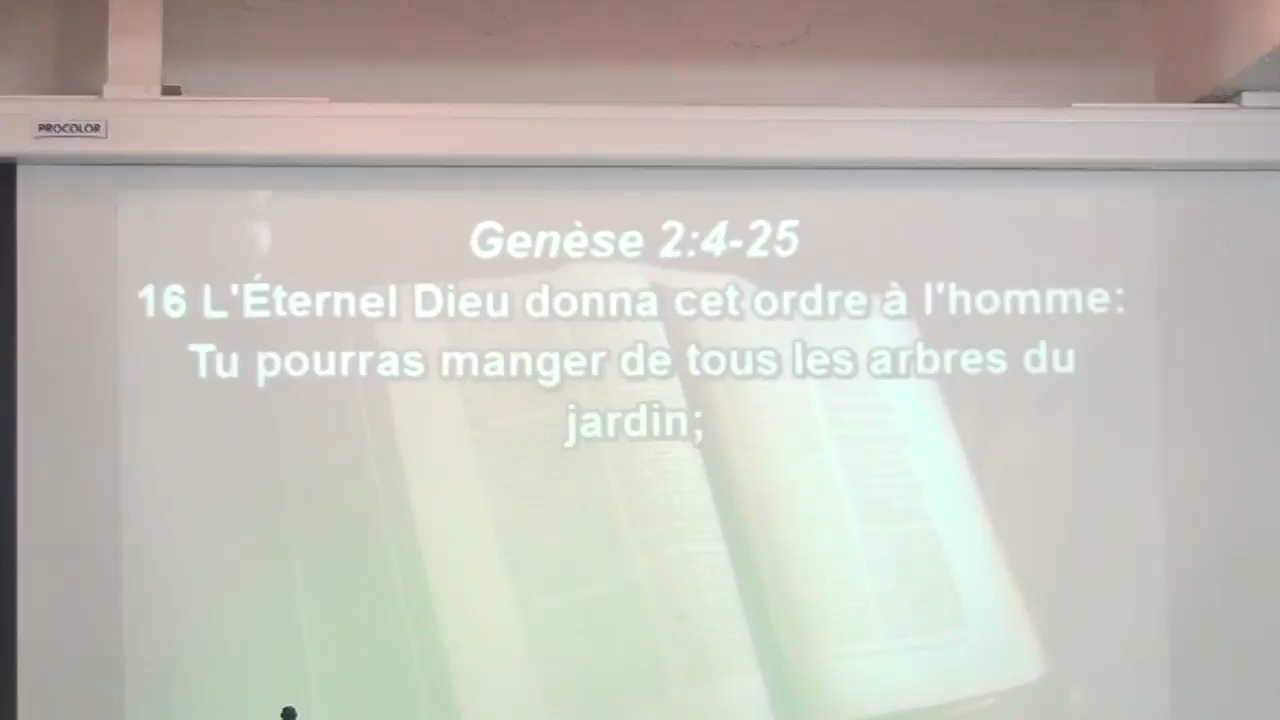 PROCOLOR
Genèse 2:4-25
16 L'Éternel Dieu donna cet ordre à l'homme:
Tu pourras manger de tous les arbres du
jardin;